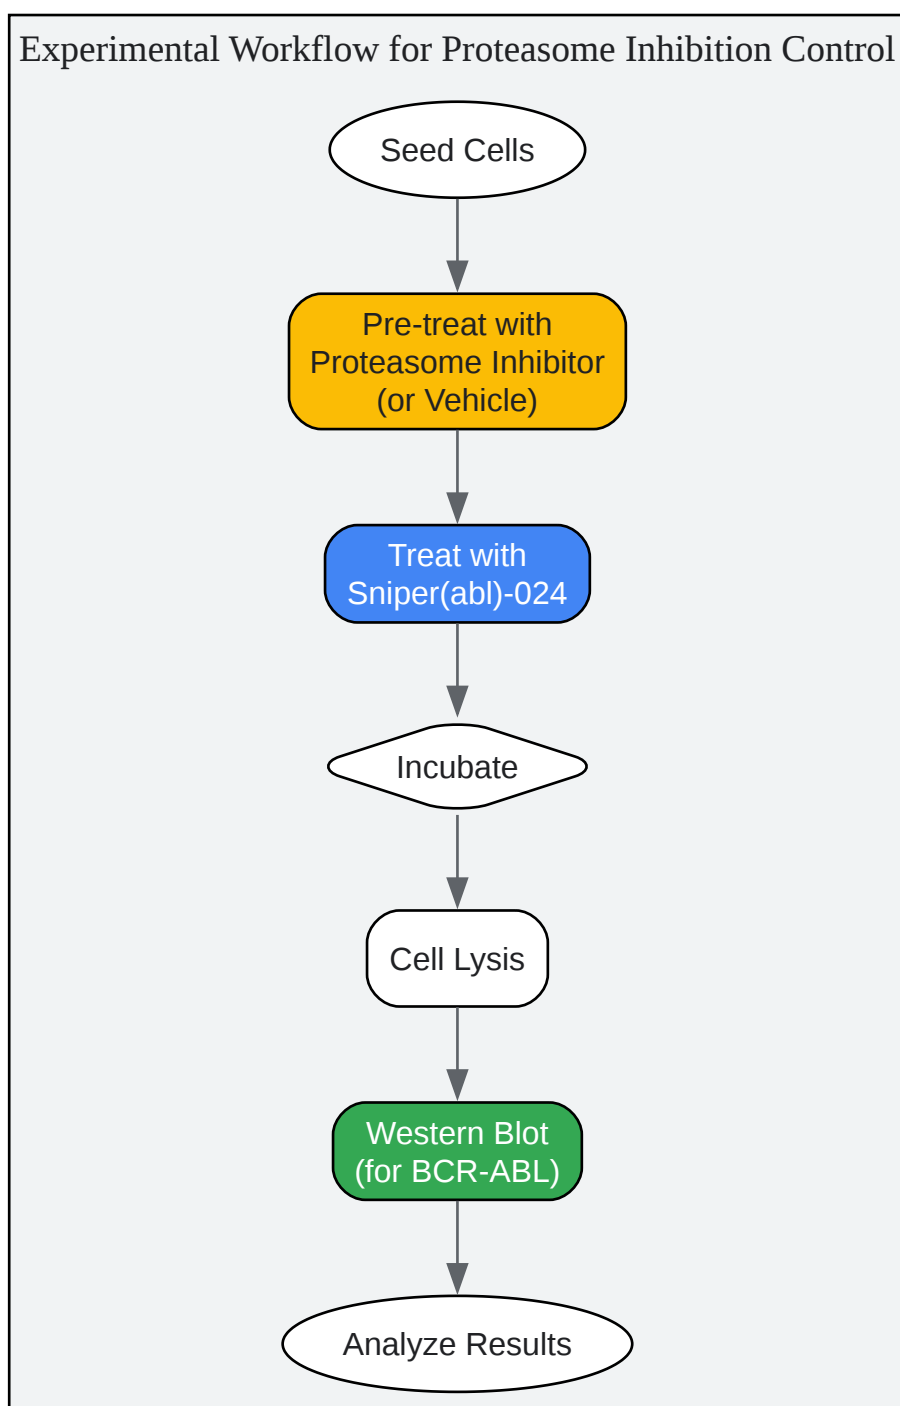 Experimental Workflow for Proteasome Inhibition Control
Seed Cells
Pre-treat with
Proteasome Inhibitor
(or Vehicle)
Treat with
Sniper(abl)-024
Incubate
Cell Lysis
Western Blot
(for BCR-ABL)
Analyze Results